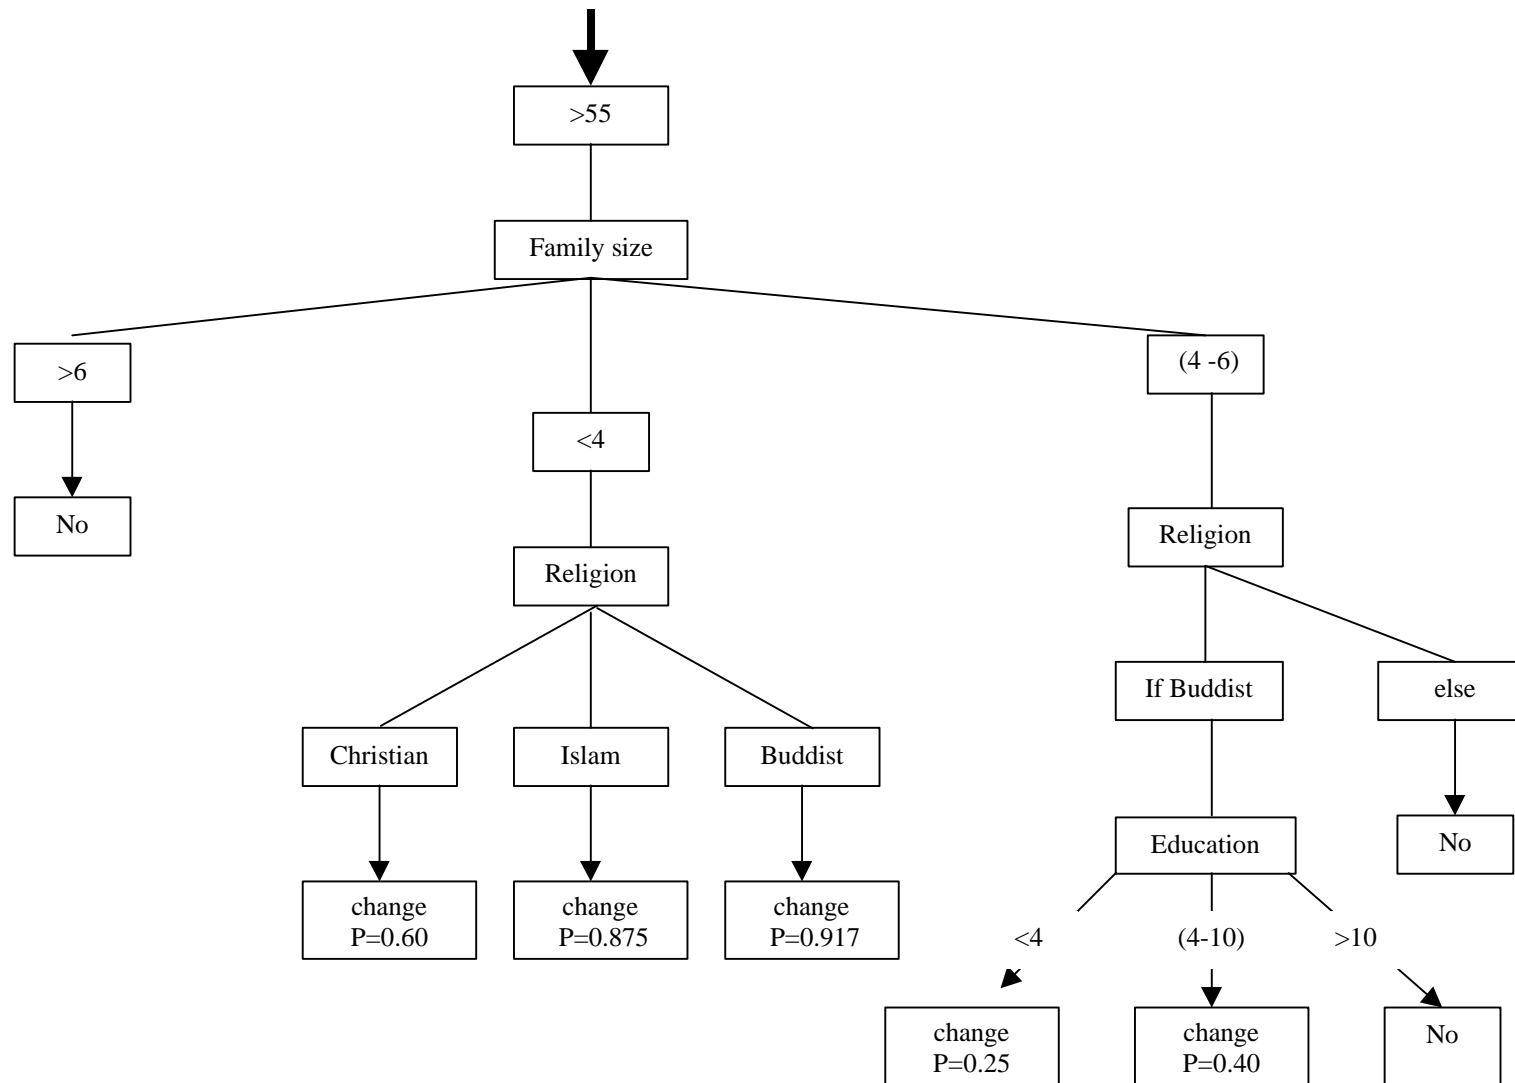 >55
Family size
>6
(4 -6)
<4
No
Religion
Religion
If Buddist
else
Christian
Islam
Buddist
Education
No
change
P=0.60
change
P=0.875
change
P=0.917
<4
(4-10)
>10
change
P=0.25
change
P=0.40
No